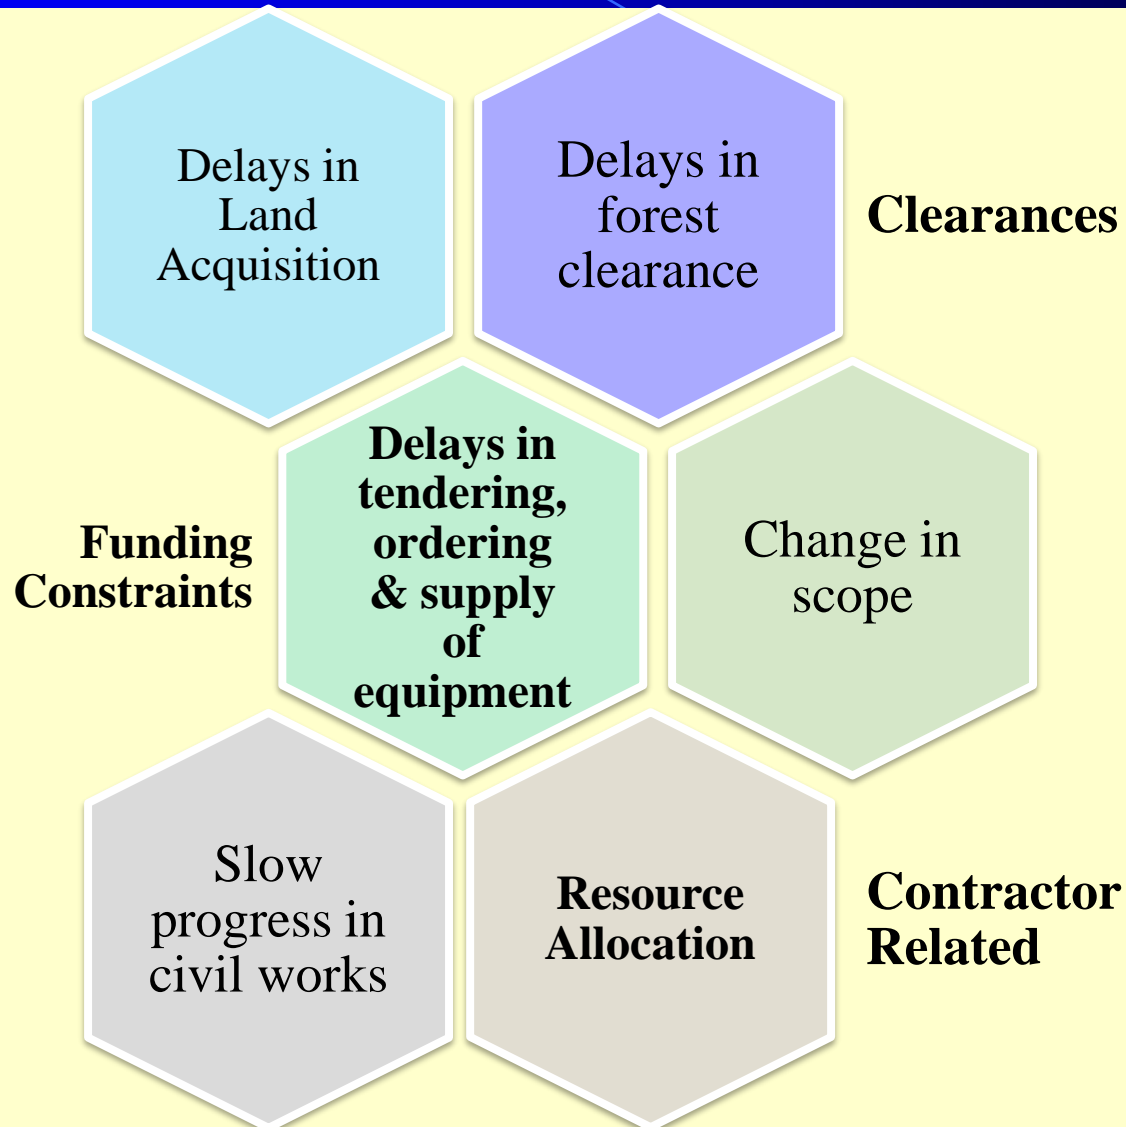 Delays in
Land
Acquisition
Delays in
forest
clearance
Clearances
Funding
Constraints
Delays in
tendering,
ordering
& supply
of
equipment
Change in
scope
Slow
progress in
civil works
Resource
Allocation
Contractor
Related